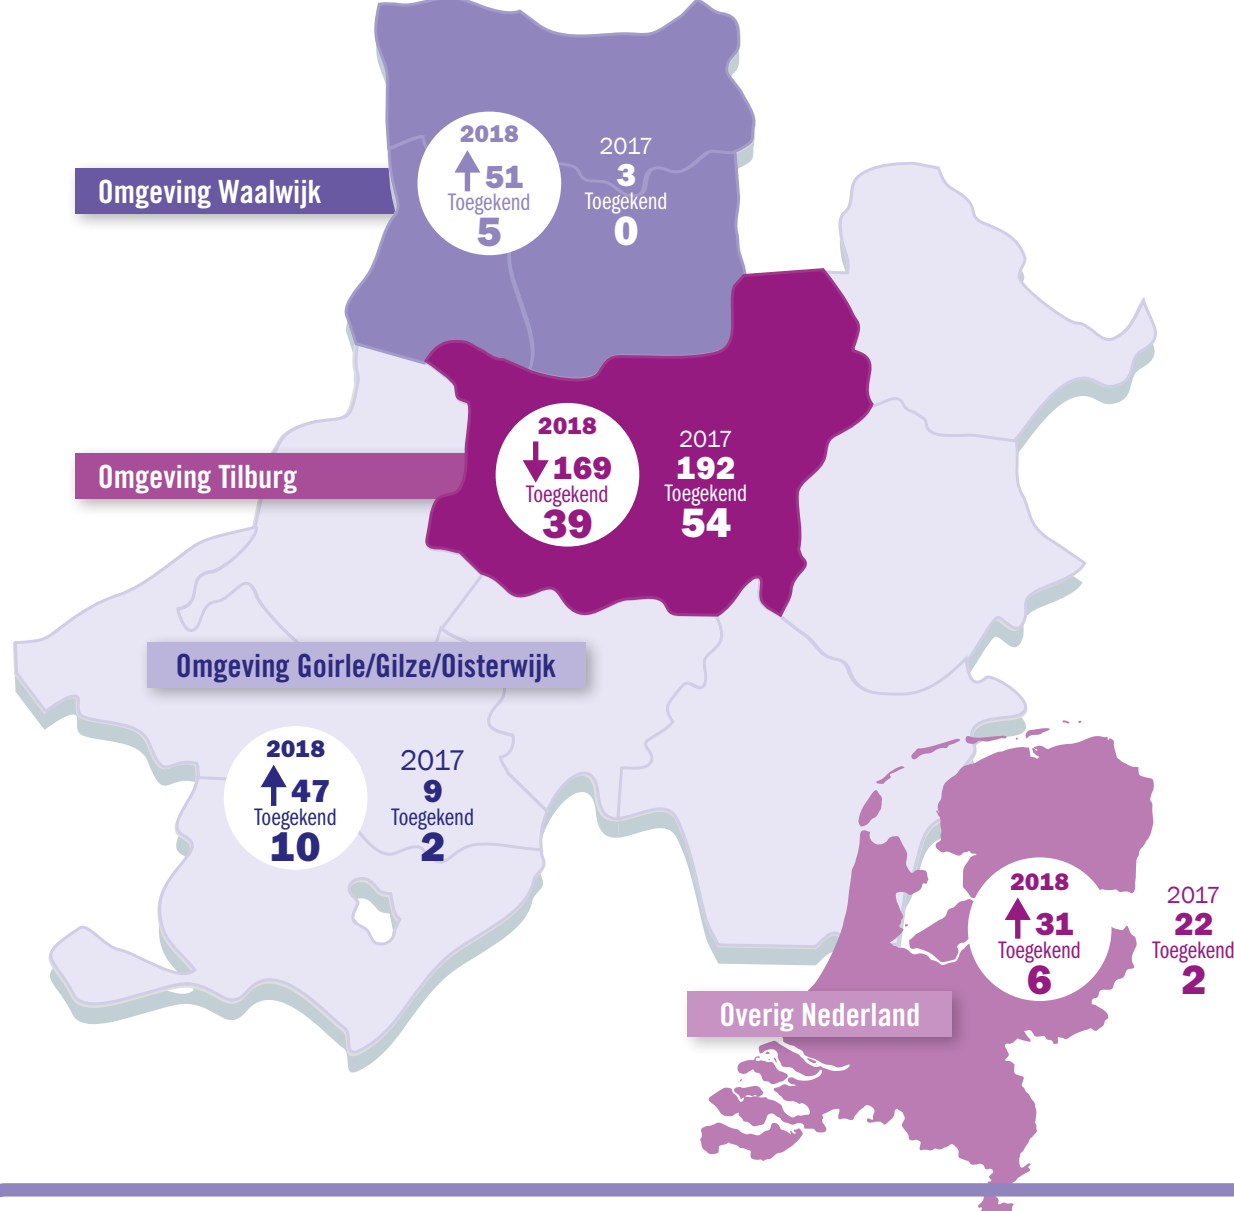 Omgeving Waalwijk
2018
51
Toegekend
5
2017
3
Toegekend
0
Omgeving Tilburg
2018
169
Toegekend
39
2017
192
Toegekend
54
Omgeving Goirle/Gilze/Oisterwijk
2018
47
Toegekend
10
2017
9
Toegekend
2
Overig Nederland
2018
31
Toegekend
6
2017
22
Toegekend
2